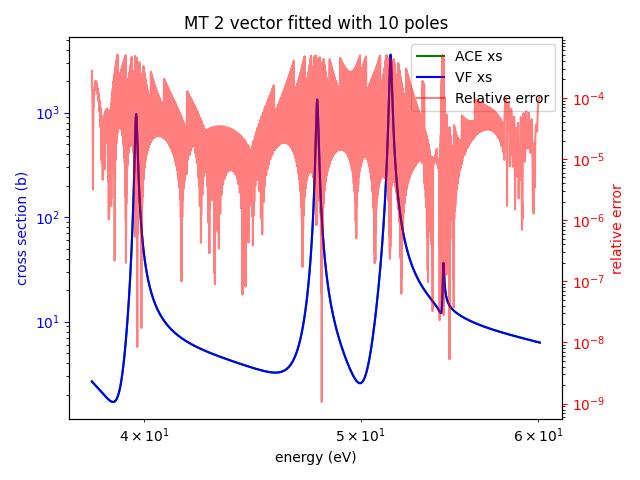 MT 2 vector fitted with 10 poles
ACE xs
VF xs
Relative error
cross section (b)
10³
10²
10¹
relative error
10⁻⁴
10⁻⁵
10⁻⁶
10⁻⁷
10⁻⁸
10⁻⁹
4 × 10¹
5 × 10¹
6 × 10¹
energy (eV)